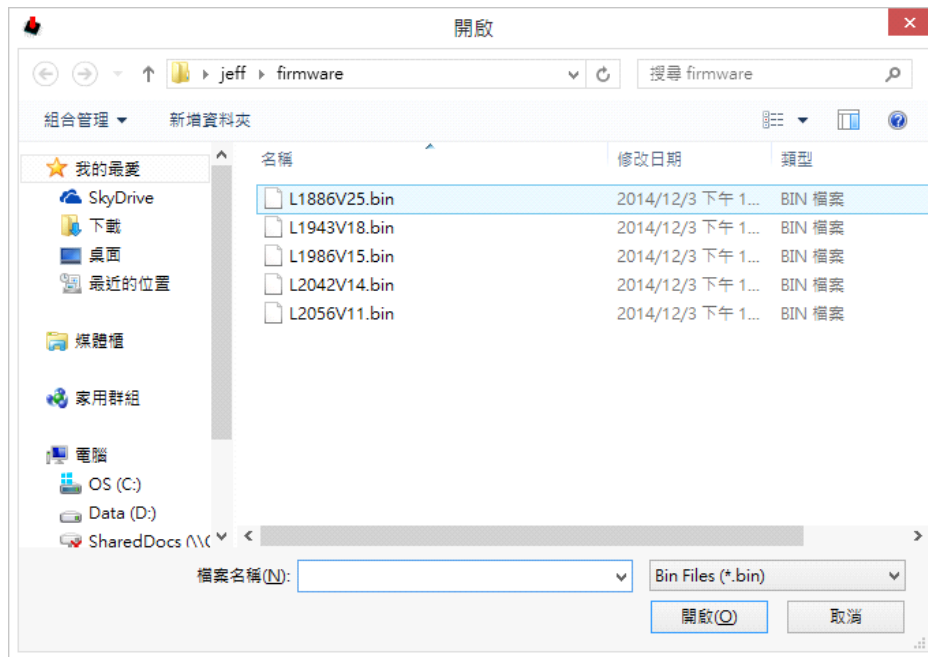 開啟
jeff firmware
搜尋 firmware
組合管理 新增資料夾
我的最愛
SkyDrive
下載
桌面
最近的位置
媒體櫃
家用群組
電腦
OS (C:)
Data (D:)
SharedDocs (\\
名稱 修改日期 類型
L1886V25.bin 2014/12/3 下午 1... BIN 檔案
L1943V18.bin 2014/12/3 下午 1... BIN 檔案
L1986V15.bin 2014/12/3 下午 1... BIN 檔案
L2042V14.bin 2014/12/3 下午 1... BIN 檔案
L2056V11.bin 2014/12/3 下午 1... BIN 檔案
檔案名稱(N): Bin Files (*.bin)
開啟(O) 取消